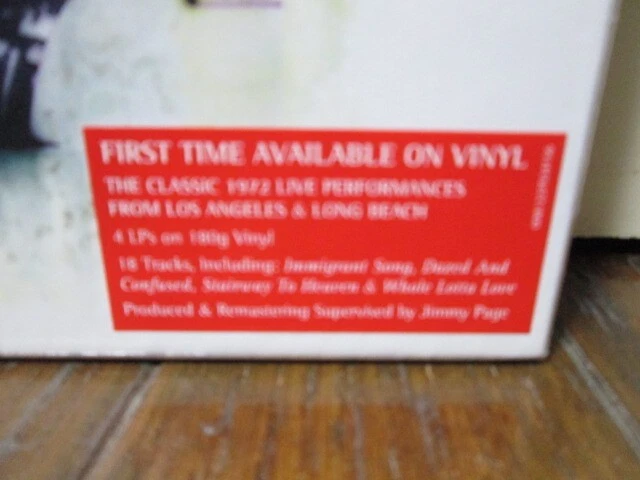 FIRST TIME AVAILABLE ON VINYL
THE CLASSIC 1972 LIVE PERFORMANCES
FROM LOS ANGELES & LONG BEACH
4 LPs on 180g Vinyl
18 Tracks, Including: Immigrant Song, Dazed And
Confused, Stairway To Heaven & Whole Lotta Love
Produced & Remastering Supervised by Jimmy Page